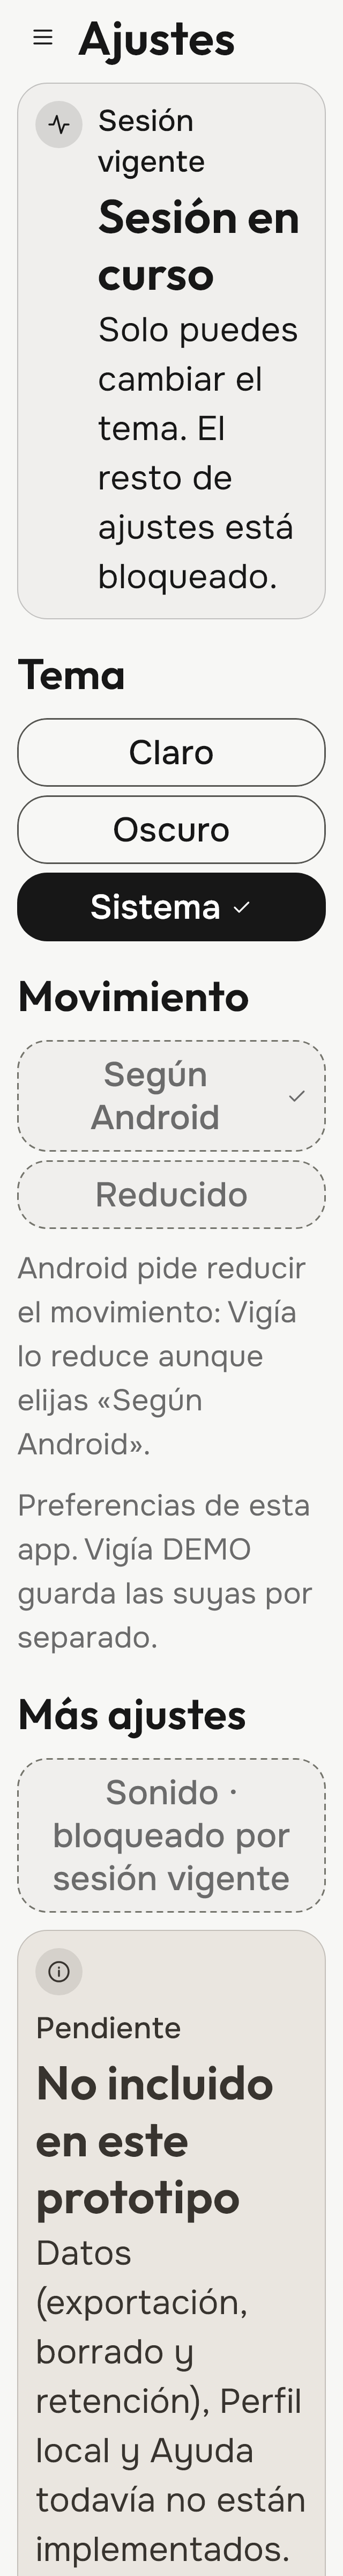 Ajustes
Sesión
vigente
Sesión en
curso
Solo puedes
cambiar el
tema. El
resto de
ajustes está
bloqueado.
Tema
Claro
Oscuro
Sistema
Movimiento
Según
Android
Reducido
Android pide reducir
el movimiento: Vigía
lo reduce aunque
elijas «Según
Android».
Preferencias de esta
app. Vigía DEMO
guarda las suyas por
separado.
Más ajustes
Sonido ·
bloqueado por
sesión vigente
Pendiente
No incluido
en este
prototipo
Datos
(exportación,
borrado y
retención), Perfil
local y Ayuda
todavía no están
implementados.